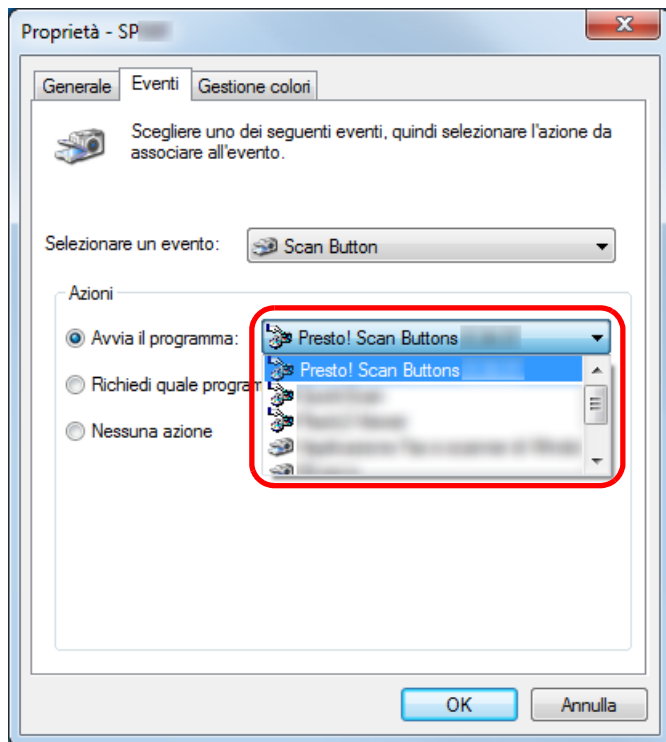 Proprietà - SP
Generale Eventi Gestione colori
Scegliere uno dei seguenti eventi, quindi selezionare l'azione da
associare all'evento.
Selezionare un evento: Scan Button
Azioni
Avvia il programma: Presto! Scan Buttons
Presto! Scan Buttons
Richiedi quale program
Nessuna azione
OK Annulla